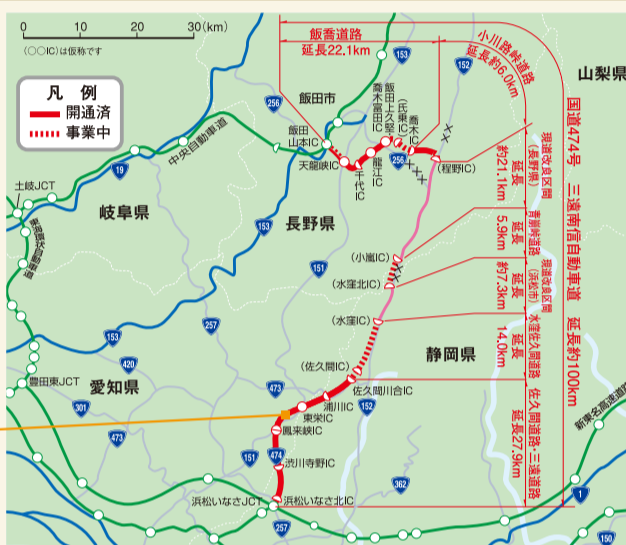 0 10 20 30(km)
(○○IC)は仮称です
凡 例
開通済
事業中
飯喬道路
延長22.1km
小川路峠道路
延長約6.0km
国道474号 三遠南信自動車道 延長約100km
現道改良区間
(長野県)
延長
約21.1km
青崩峠道路
延長
5.9km
現道改良区間
(浜松市)
延長
約7.3km
水窪佐久間道路
延長
14.0km
佐久間道路・三遠道路
延長27.9km
山梨県
長野県
岐阜県
愛知県
静岡県
飯田市
飯田
山本IC
天龍峡IC
千代IC
龍江IC
飯田上久堅・
喬木富田IC
(氏乗IC)
喬木IC
(程野IC)
(小嵐IC)
(水窪北IC)
(水窪IC)
(佐久間IC)
佐久間川合IC
浦川IC
東栄IC
鳳来峡IC
渋川寺野IC
浜松いなさ北IC
浜松いなさJCT
土岐JCT
豊田東JCT
中央自動車道
東海環状自動車道
新東名高速道路
153
152
256
256
19
153
151
257
153
420
301
473
473
152
151
474
362
257
1
150